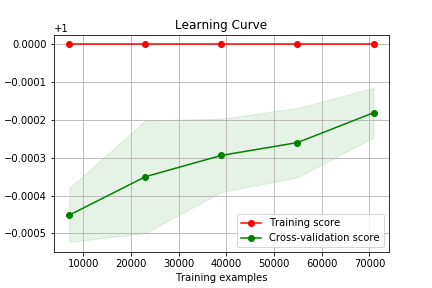 Learning Curve
+1
0.0000
−0.0001
−0.0002
−0.0003
−0.0004
−0.0005
Training score
Cross-validation score
10000 20000 30000 40000 50000 60000 70000
Training examples